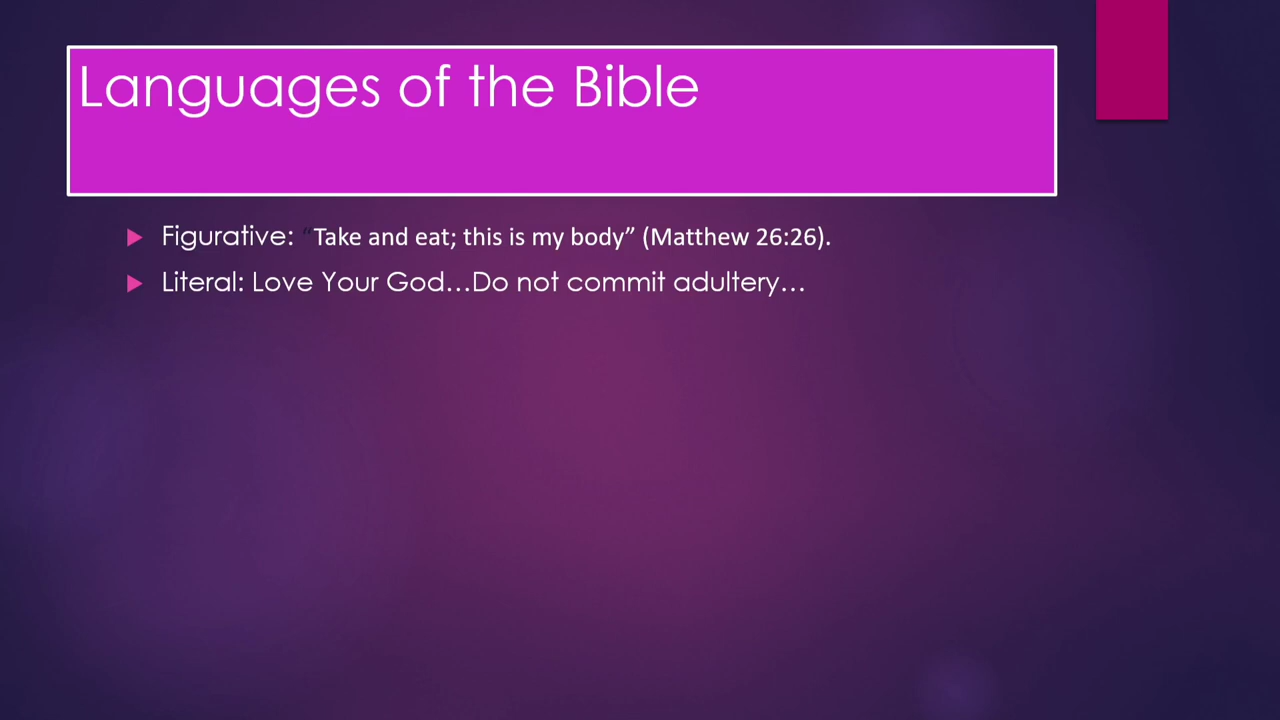 Languages of the Bible
Figurative: “Take and eat; this is my body” (Matthew 26:26).
Literal: Love Your God…Do not commit adultery…